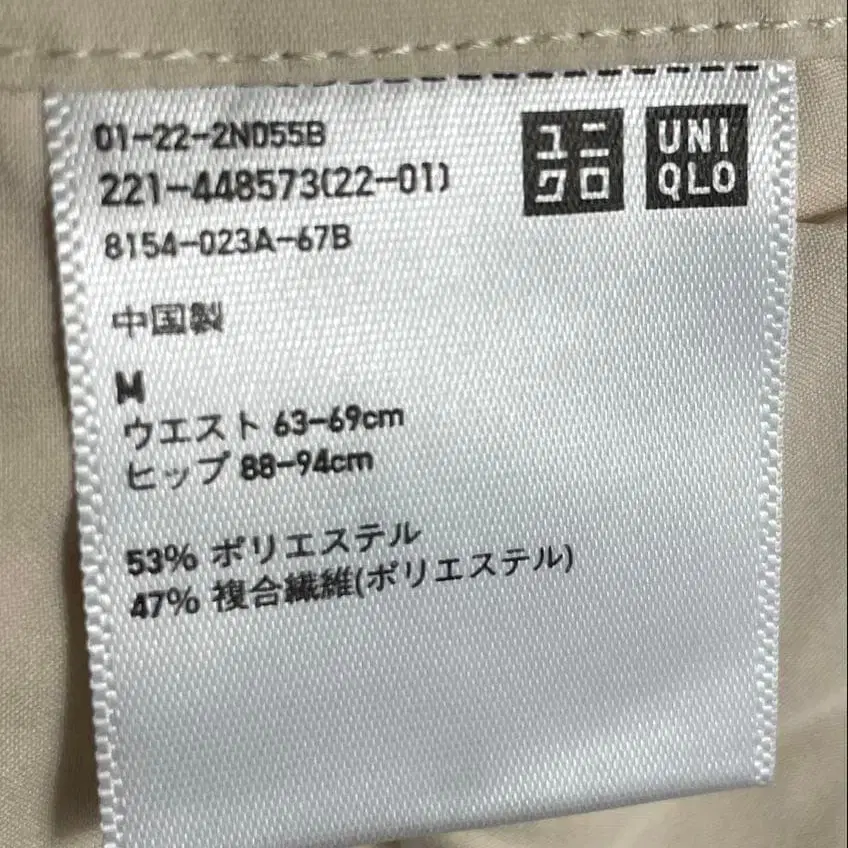 01-22-2N055B
221-448573(22-01)
8154-023A-67B
ユニ
クロ
UNI
QLO
中国製
M
ウエスト 63-69cm
ヒップ 88-94cm
53% ポリエステル
47% 複合繊維(ポリエステル)